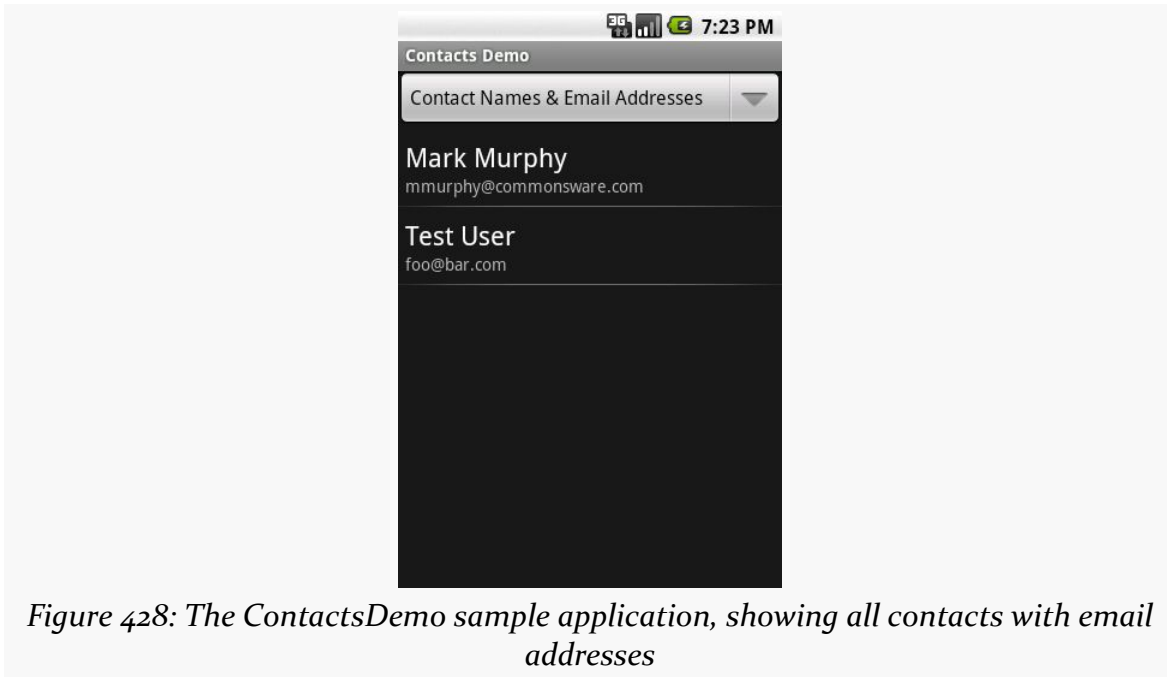 3G 7:23 PM
Contacts Demo
Contact Names & Email Addresses
Mark Murphy
mmurphy@commonsware.com
Test User
foo@bar.com
Figure 428: The ContactsDemo sample application, showing all contacts with email
addresses